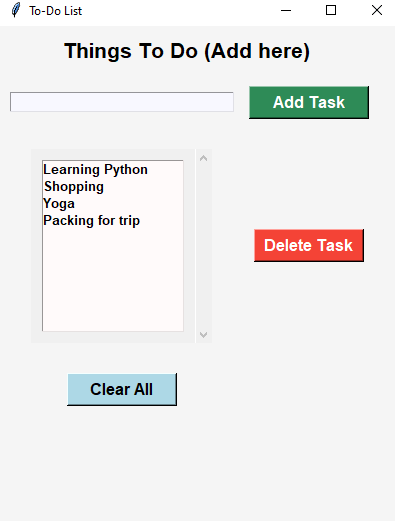 To-Do List
Things To Do (Add here)
Add Task
Learning Python
Shopping
Yoga
Packing for trip
Delete Task
Clear All